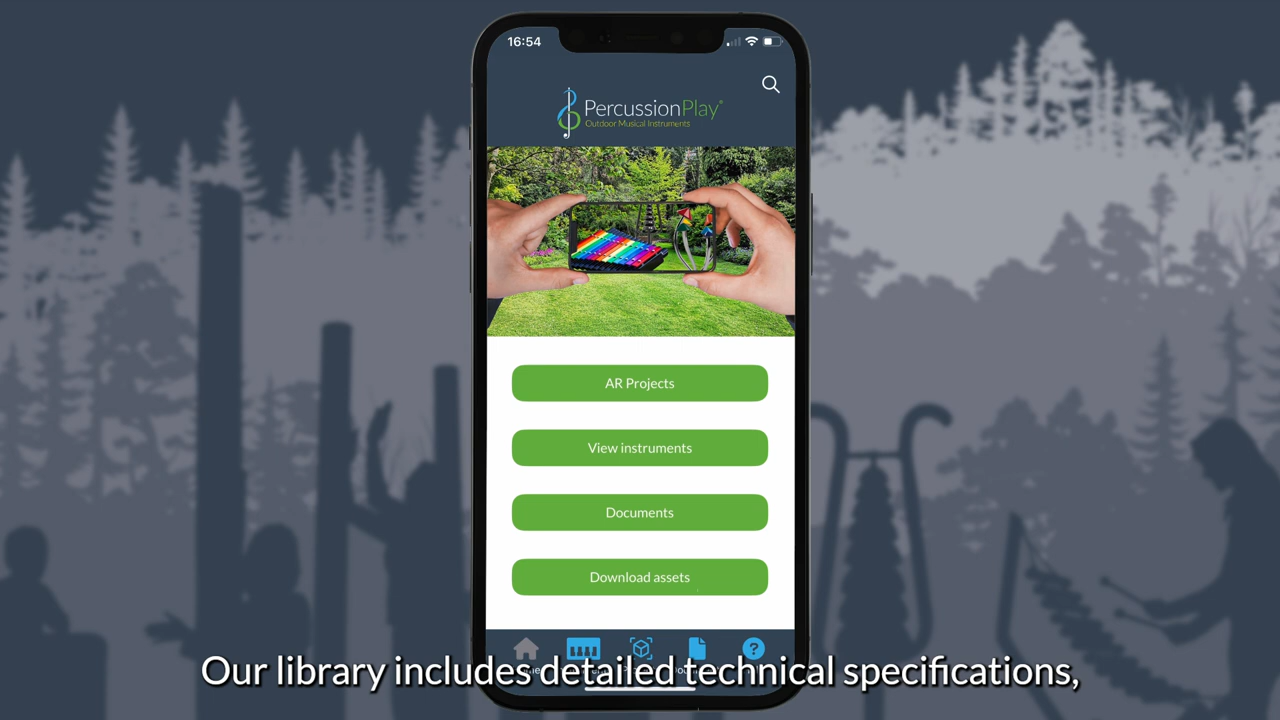 16:54
PercussionPlay®
Outdoor Musical Instruments
AR Projects
View instruments
Documents
Download assets
Our library includes detailed technical specifications,